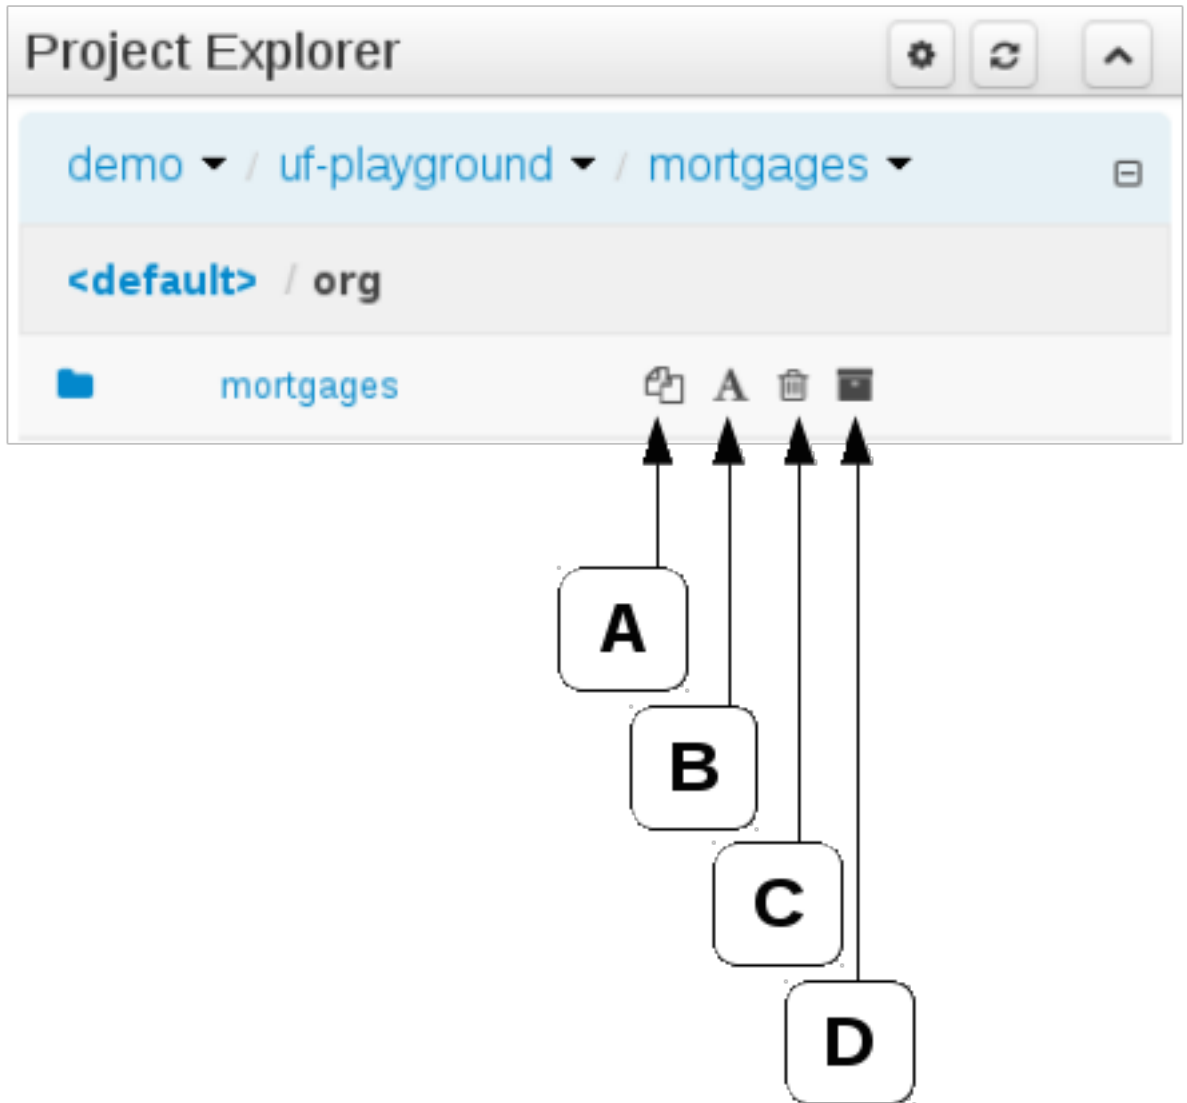 Project Explorer
demo / uf-playground / mortgages
<default> / org
mortgages A
A
B
C
D